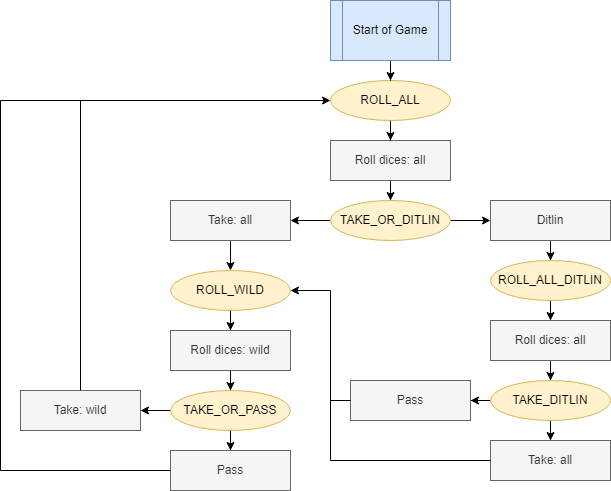 Start of Game
ROLL_ALL
Roll dices: all
Take: all
TAKE_OR_DITLIN
Ditlin
ROLL_WILD
ROLL_ALL_DITLIN
Roll dices: wild
Roll dices: all
Take: wild
TAKE_OR_PASS
Pass
TAKE_DITLIN
Pass
Take: all